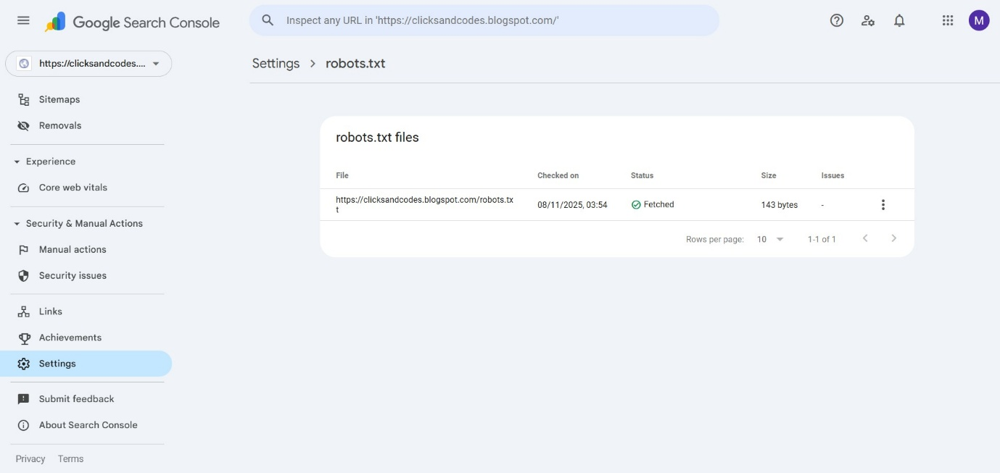 Google Search Console
Inspect any URL in 'https://clicksandcodes.blogspot.com/'
M
https://clicksandcodes....
Settings > robots.txt
Sitemaps
Removals
Experience
Core web vitals
Security & Manual Actions
Manual actions
Security issues
Links
Achievements
Settings
Submit feedback
About Search Console
Privacy Terms
robots.txt files
File Checked on Status Size Issues
https://clicksandcodes.blogspot.com/robots.tx
t
08/11/2025, 03:54 Fetched 143 bytes -
Rows per page: 10 1-1 of 1